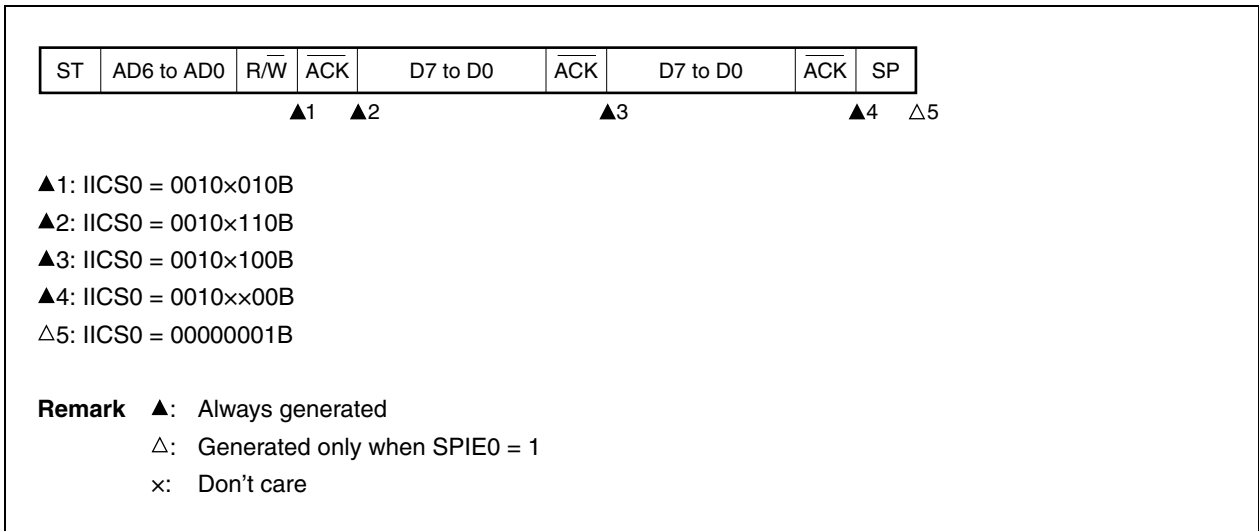 ST AD6 to AD0 R/W ACK D7 to D0 ACK D7 to D0 ACK SP
▲1 ▲2 ▲3 ▲4 △5
▲1: IICS0 = 0010×010B
▲2: IICS0 = 0010×110B
▲3: IICS0 = 0010×100B
▲4: IICS0 = 0010××00B
△5: IICS0 = 00000001B
Remark ▲: Always generated
△: Generated only when SPIE0 = 1
×: Don't care